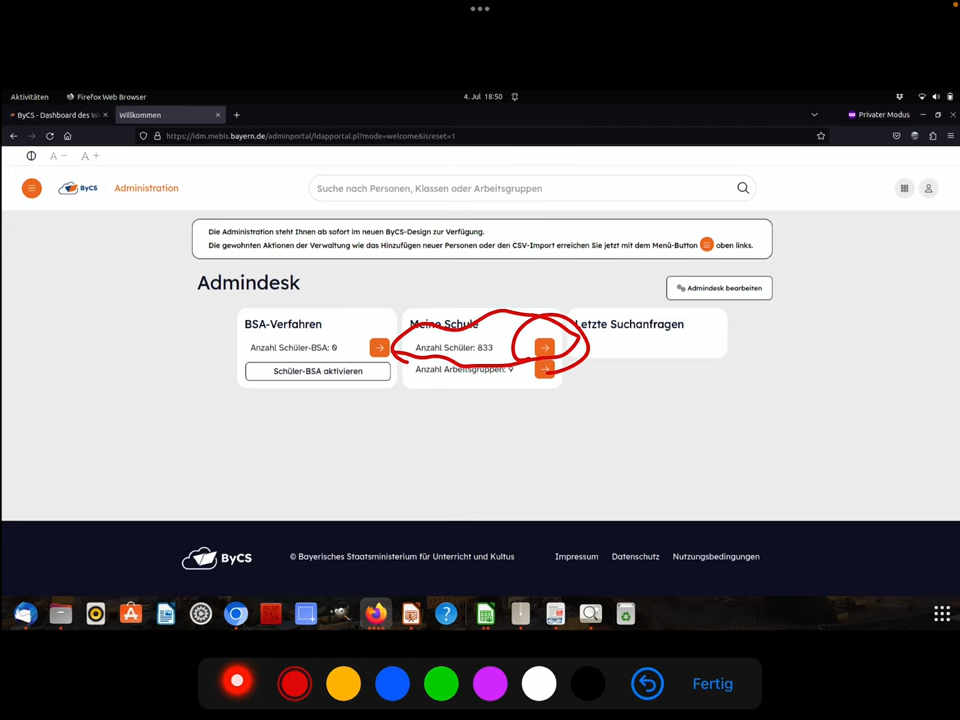 Aktivitäten
Firefox Web Browser
4. Jul 18:50
ByCS - Dashboard des We
Willkommen
Privater Modus
https://idm.mebis.bayern.de/adminportal/ldapportal.pl?mode=welcome&isreset=1
A −
A +
ByCS
Administration
Suche nach Personen, Klassen oder Arbeitsgruppen
Die Administration steht Ihnen ab sofort im neuen ByCS-Design zur Verfügung.
Die gewohnten Aktionen der Verwaltung wie das Hinzufügen neuer Personen oder den CSV-Import erreichen Sie jetzt mit dem Menü-Button oben links.
Admindesk
Admindesk bearbeiten
BSA-Verfahren
Anzahl Schüler-BSA: 0
Schüler-BSA aktivieren
Meine Schule
Anzahl Schüler: 833
Anzahl Arbeitsgruppen: 9
Letzte Suchanfragen
ByCS
© Bayerisches Staatsministerium für Unterricht und Kultus
Impressum
Datenschutz
Nutzungsbedingungen
Fertig